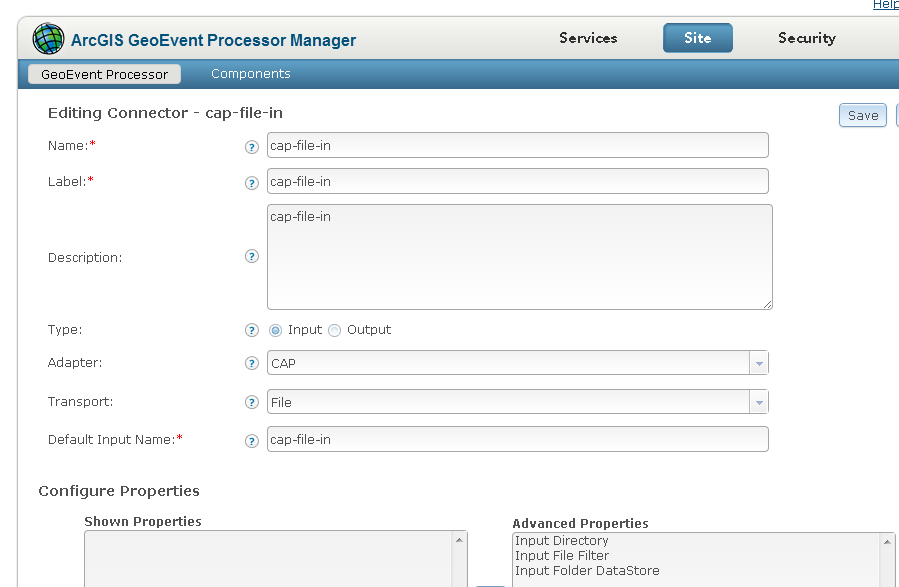 Help
ArcGIS GeoEvent Processor Manager
Services
Site
Security
GeoEvent Processor
Components
Editing Connector - cap-file-in
Save
Name:*
?
cap-file-in
Label:*
?
cap-file-in
Description:
?
cap-file-in
Type:
?
Input
Output
Adapter:
?
CAP
Transport:
?
File
Default Input Name:*
?
cap-file-in
Configure Properties
Shown Properties
Advanced Properties
Input Directory
Input File Filter
Input Folder DataStore